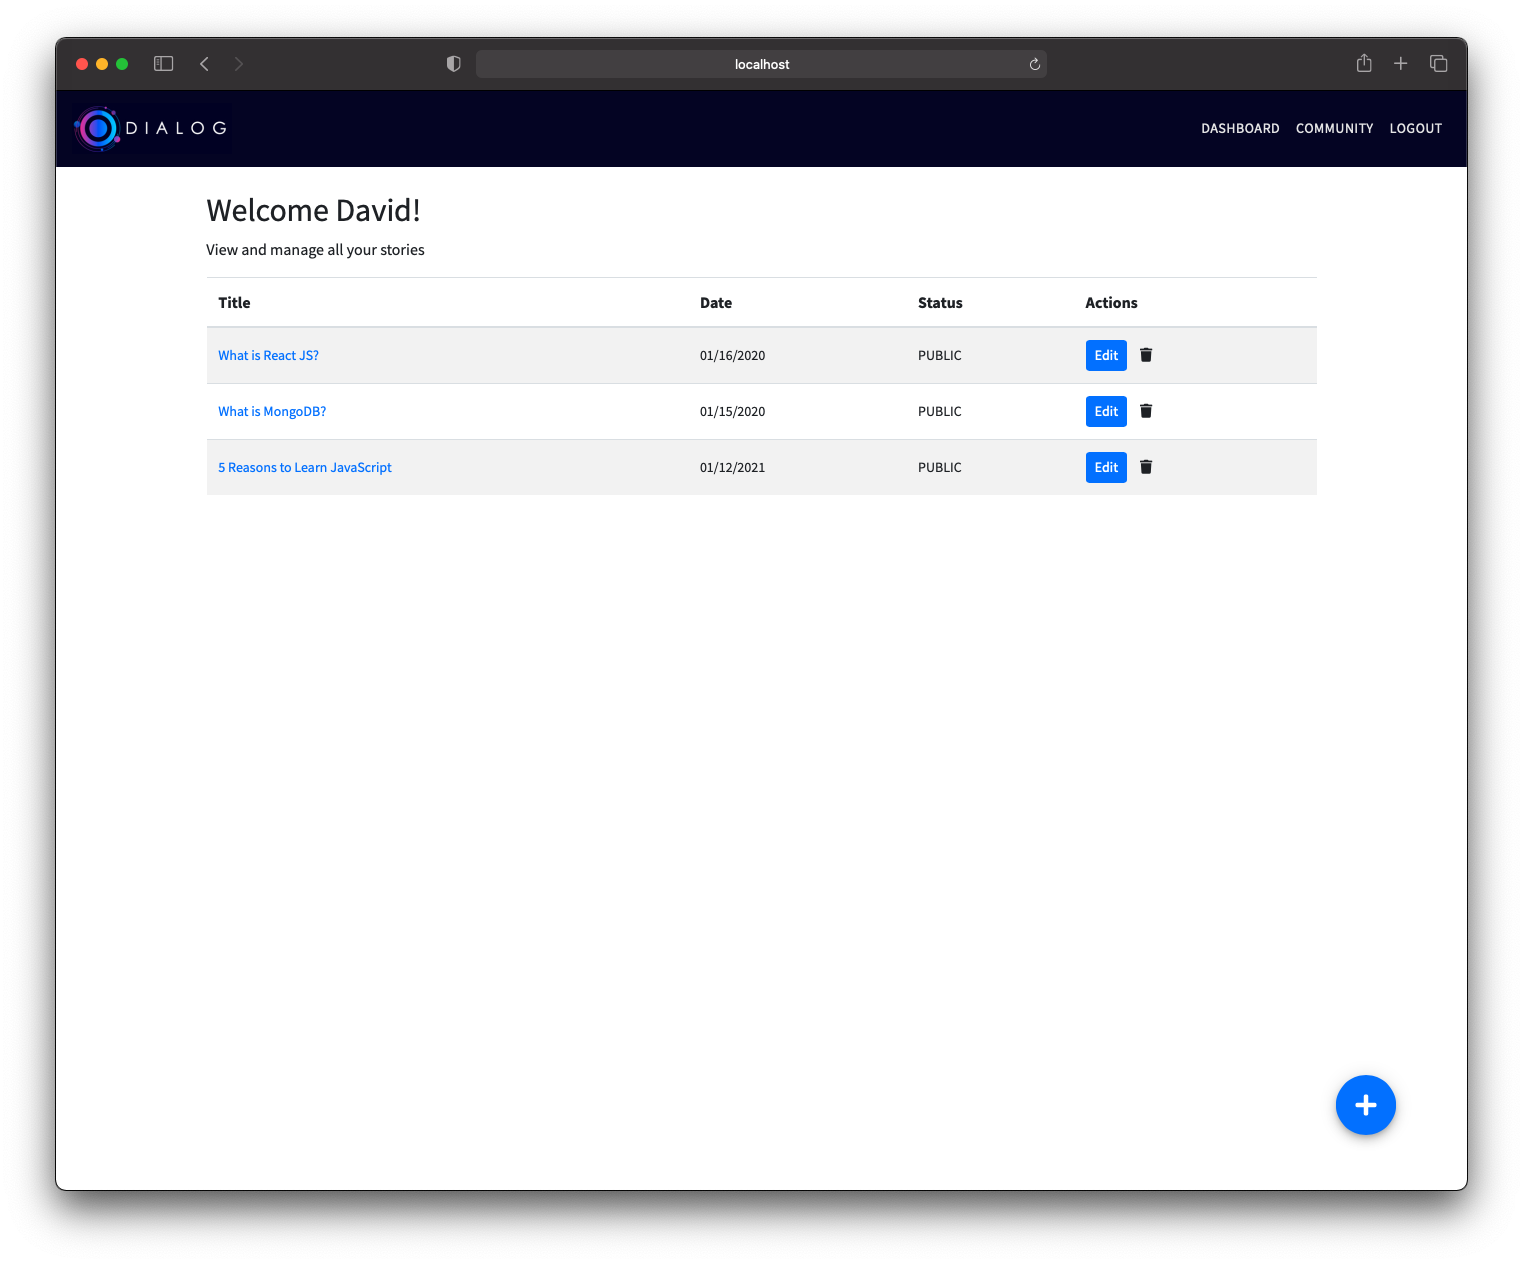 localhost
DIALOG
DASHBOARD COMMUNITY LOGOUT
Welcome David!
View and manage all your stories
Title Date Status Actions
What is React JS? 01/16/2020 PUBLIC Edit
What is MongoDB? 01/15/2020 PUBLIC Edit
5 Reasons to Learn JavaScript 01/12/2021 PUBLIC Edit